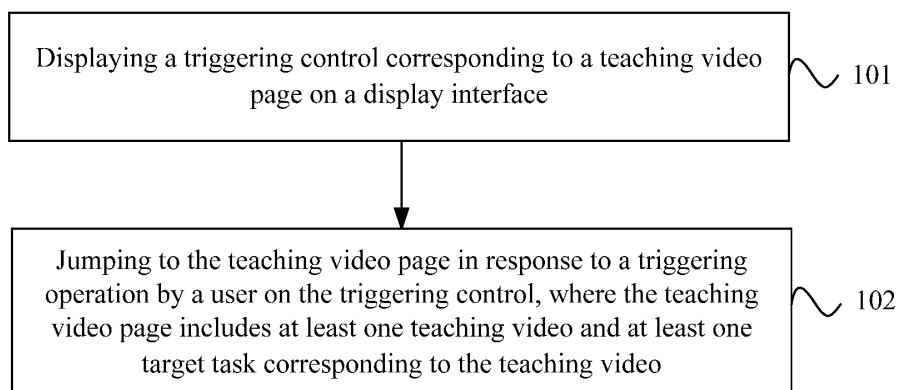 Displaying a triggering control corresponding to a teaching video
page on a display interface
101
Jumping to the teaching video page in response to a triggering
operation by a user on the triggering control, where the teaching
video page includes at least one teaching video and at least one
target task corresponding to the teaching video
102